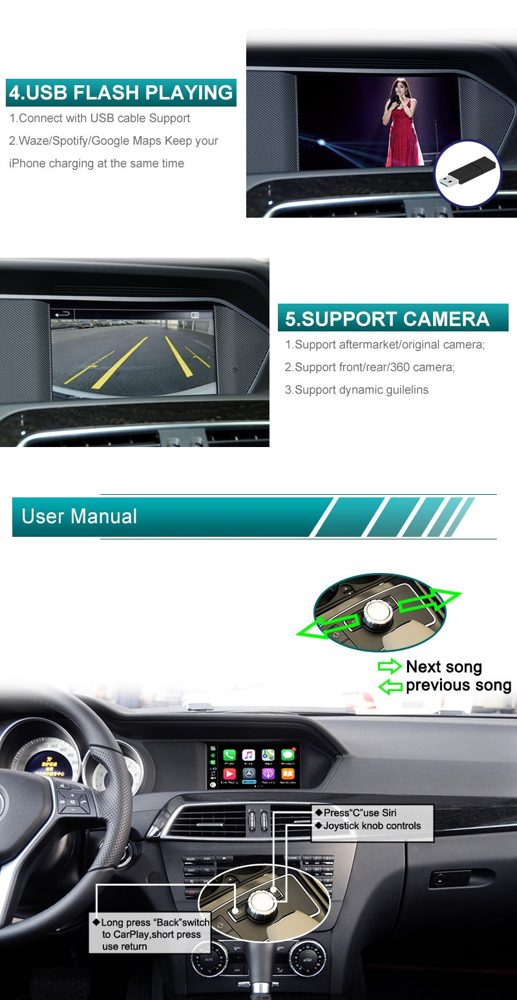 4.USB FLASH PLAYING
1.Connect with USB cable Support
2.Waze/Spotify/Google Maps Keep your
iPhone charging at the same time
5.SUPPORT CAMERA
1.Support aftermarket/original camera;
2.Support front/rear/360 camera;
3.Support dynamic guilelins
User Manual
Next song
previous song
◆Press"C"use Siri
◆Joystick knob controls
◆Long press "Back"switch
to CarPlay,short press
use return